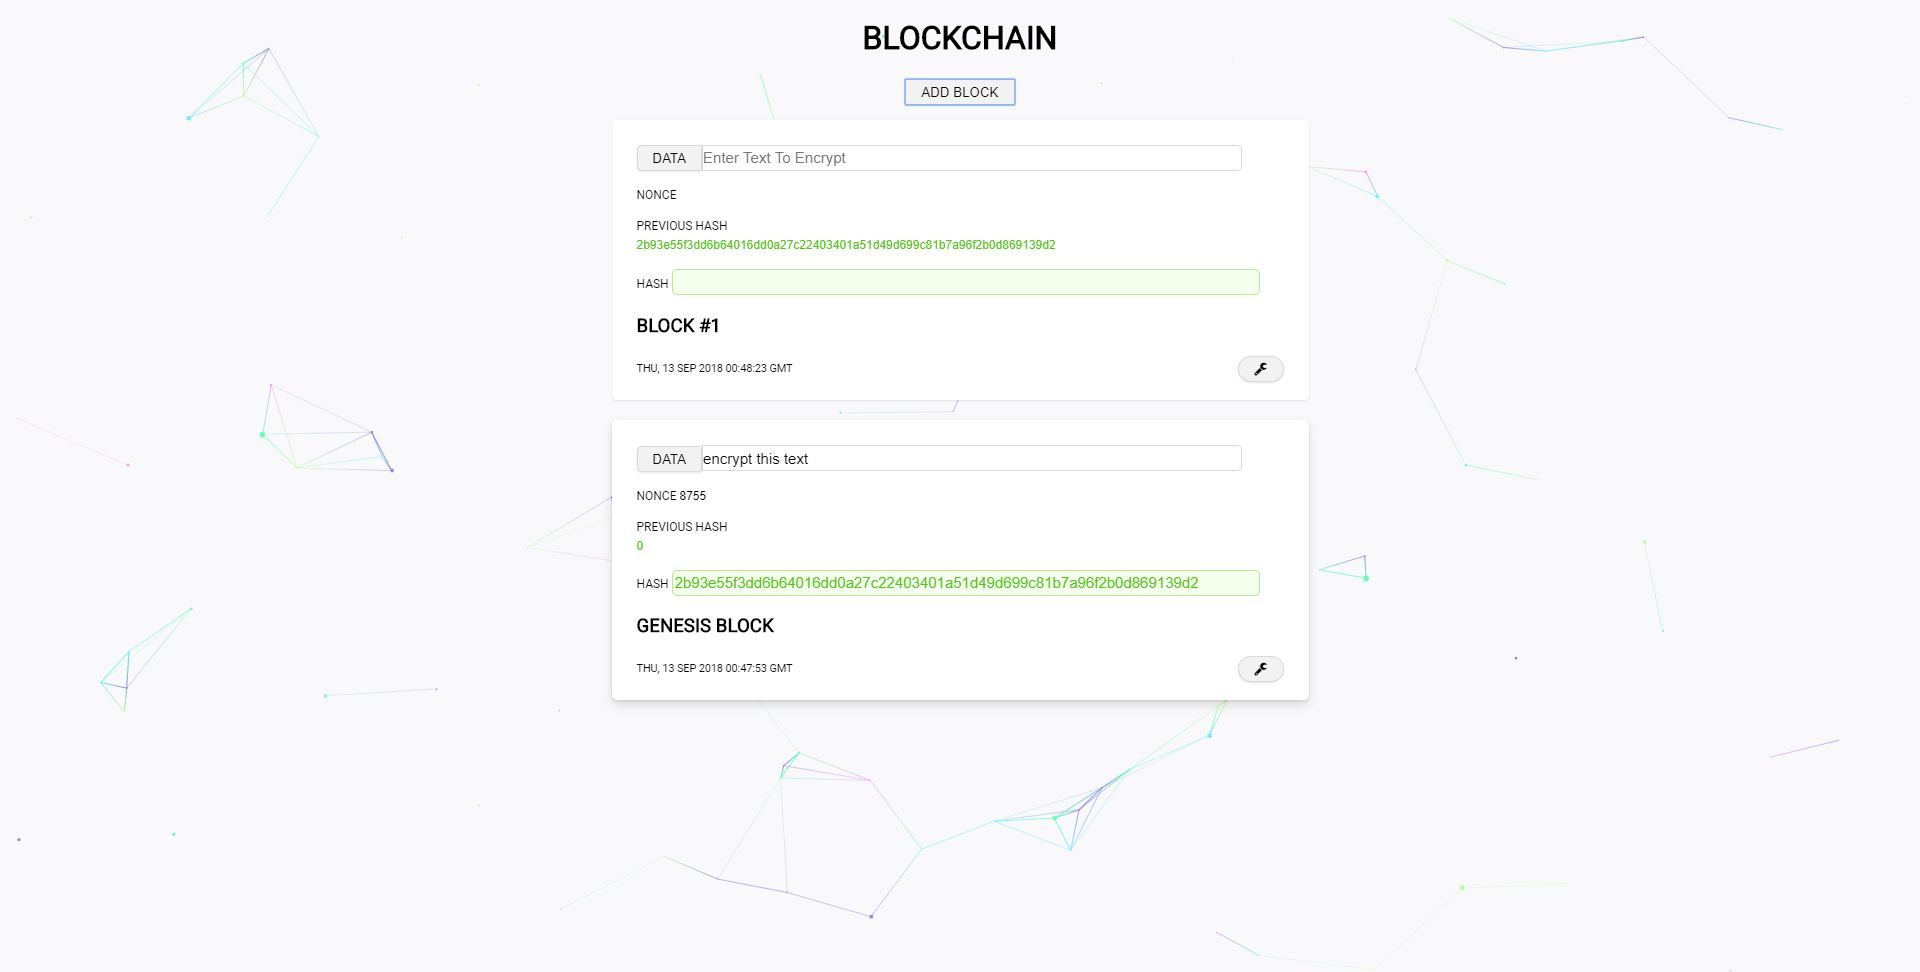 BLOCKCHAIN
ADD BLOCK
DATA Enter Text To Encrypt
NONCE
PREVIOUS HASH
2b93e55f3dd6b64016dd0a27c22403401a51d49d699c81b7a96f2b0d869139d2
HASH
BLOCK #1
THU, 13 SEP 2018 00:48:23 GMT
DATA encrypt this text
NONCE 8755
PREVIOUS HASH
0
HASH 2b93e55f3dd6b64016dd0a27c22403401a51d49d699c81b7a96f2b0d869139d2
GENESIS BLOCK
THU, 13 SEP 2018 00:47:53 GMT